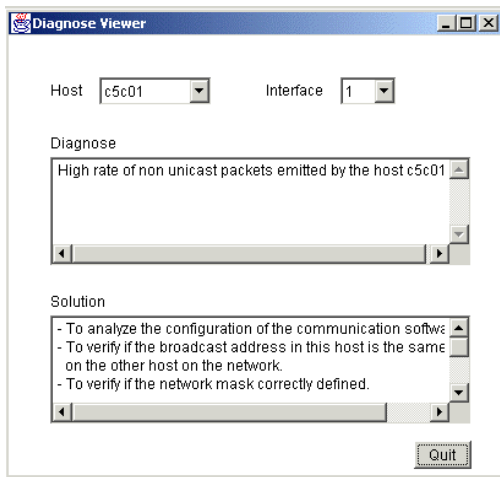 Diagnose Viewer
Host c5c01 Interface 1
Diagnose
High rate of non unicast packets emitted by the host c5c01
Solution
- To analyze the configuration of the communication softwa
- To verify if the broadcast address in this host is the same
on the other host on the network.
- To verify if the network mask correctly defined.
Quit